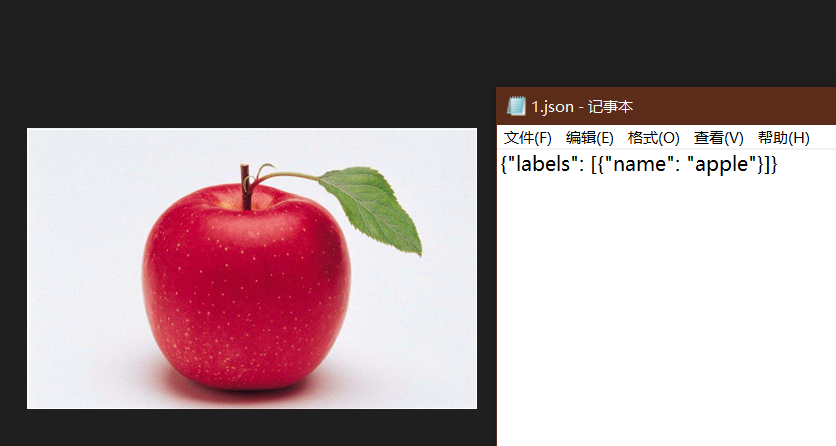 1.json - 记事本
文件(F) 编辑(E) 格式(O) 查看(V) 帮助(H)
{"labels": [{"name": "apple"}]}